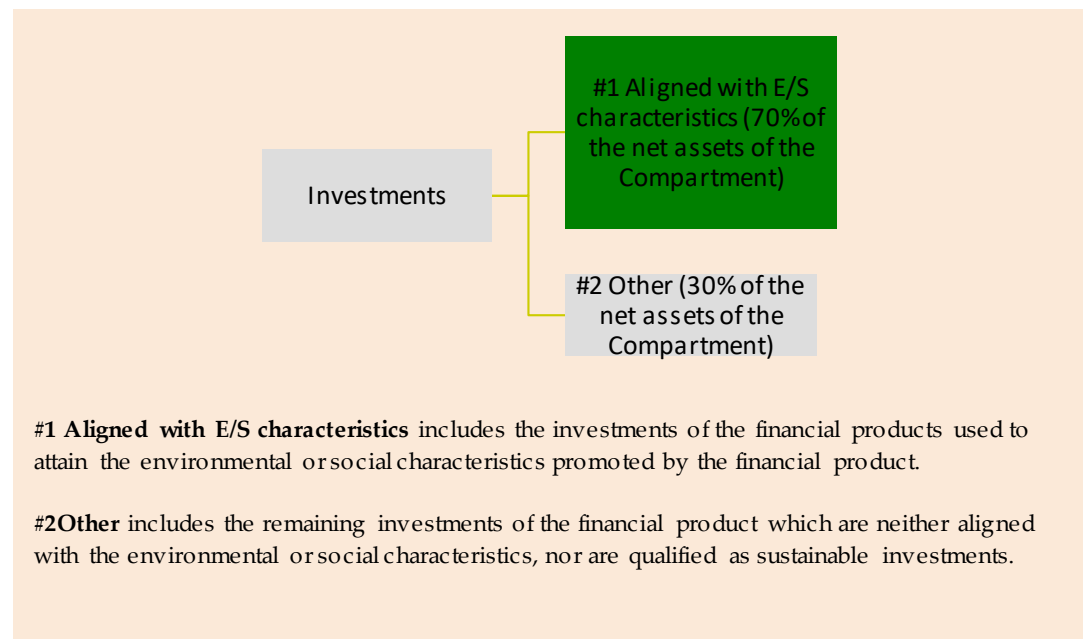 #1 Aligned with E/S
characteristics (70% of
the net assets of the
Compartment)
Investments
#2 Other (30% of the
net assets of the
Compartment)
#1 Aligned with E/S characteristics includes the investments of the financial products used to
attain the environmental or social characteristics promoted by the financial product.
#2Other includes the remaining investments of the financial product which are neither aligned
with the environmental or social characteristics, nor are qualified as sustainable investments.